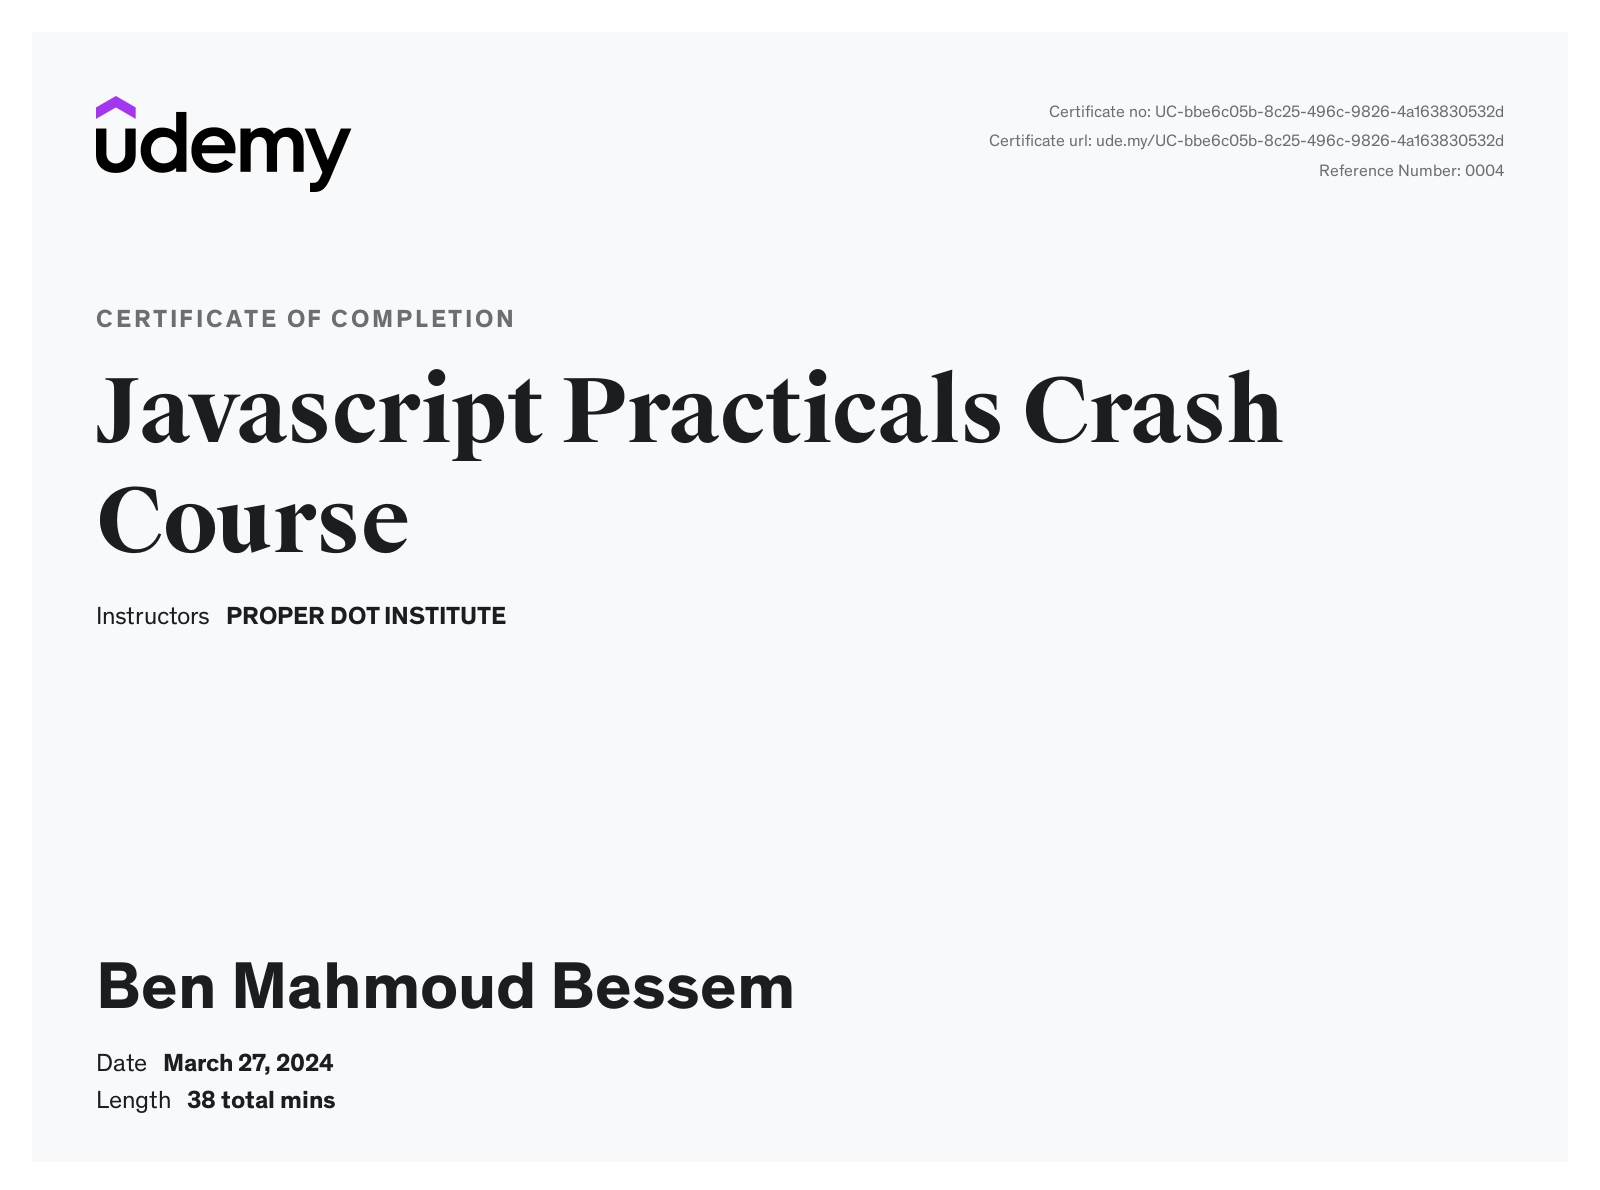 udemy
Certificate no: UC-bbe6c05b-8c25-496c-9826-4a163830532d
Certificate url: ude.my/UC-bbe6c05b-8c25-496c-9826-4a163830532d
Reference Number: 0004
CERTIFICATE OF COMPLETION
Javascript Practicals Crash
Course
Instructors PROPER DOT INSTITUTE
Ben Mahmoud Bessem
Date March 27, 2024
Length 38 total mins